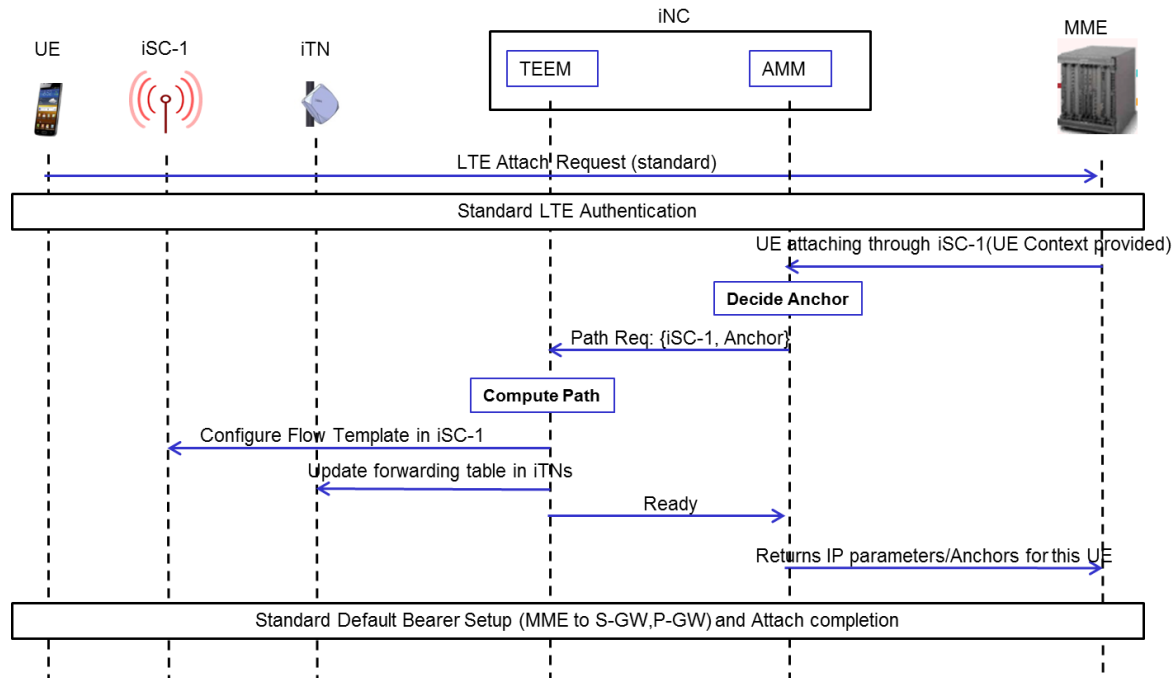 iNC
UE
iSC-1
iTN
TEEM
AMM
MME
LTE Attach Request (standard)
Standard LTE Authentication
UE attaching through iSC-1(UE Context provided)
Decide Anchor
Path Req: {iSC-1, Anchor}
Compute Path
Configure Flow Template in iSC-1
Update forwarding table in iTNs
Ready
Returns IP parameters/Anchors for this UE
Standard Default Bearer Setup (MME to S-GW,P-GW) and Attach completion